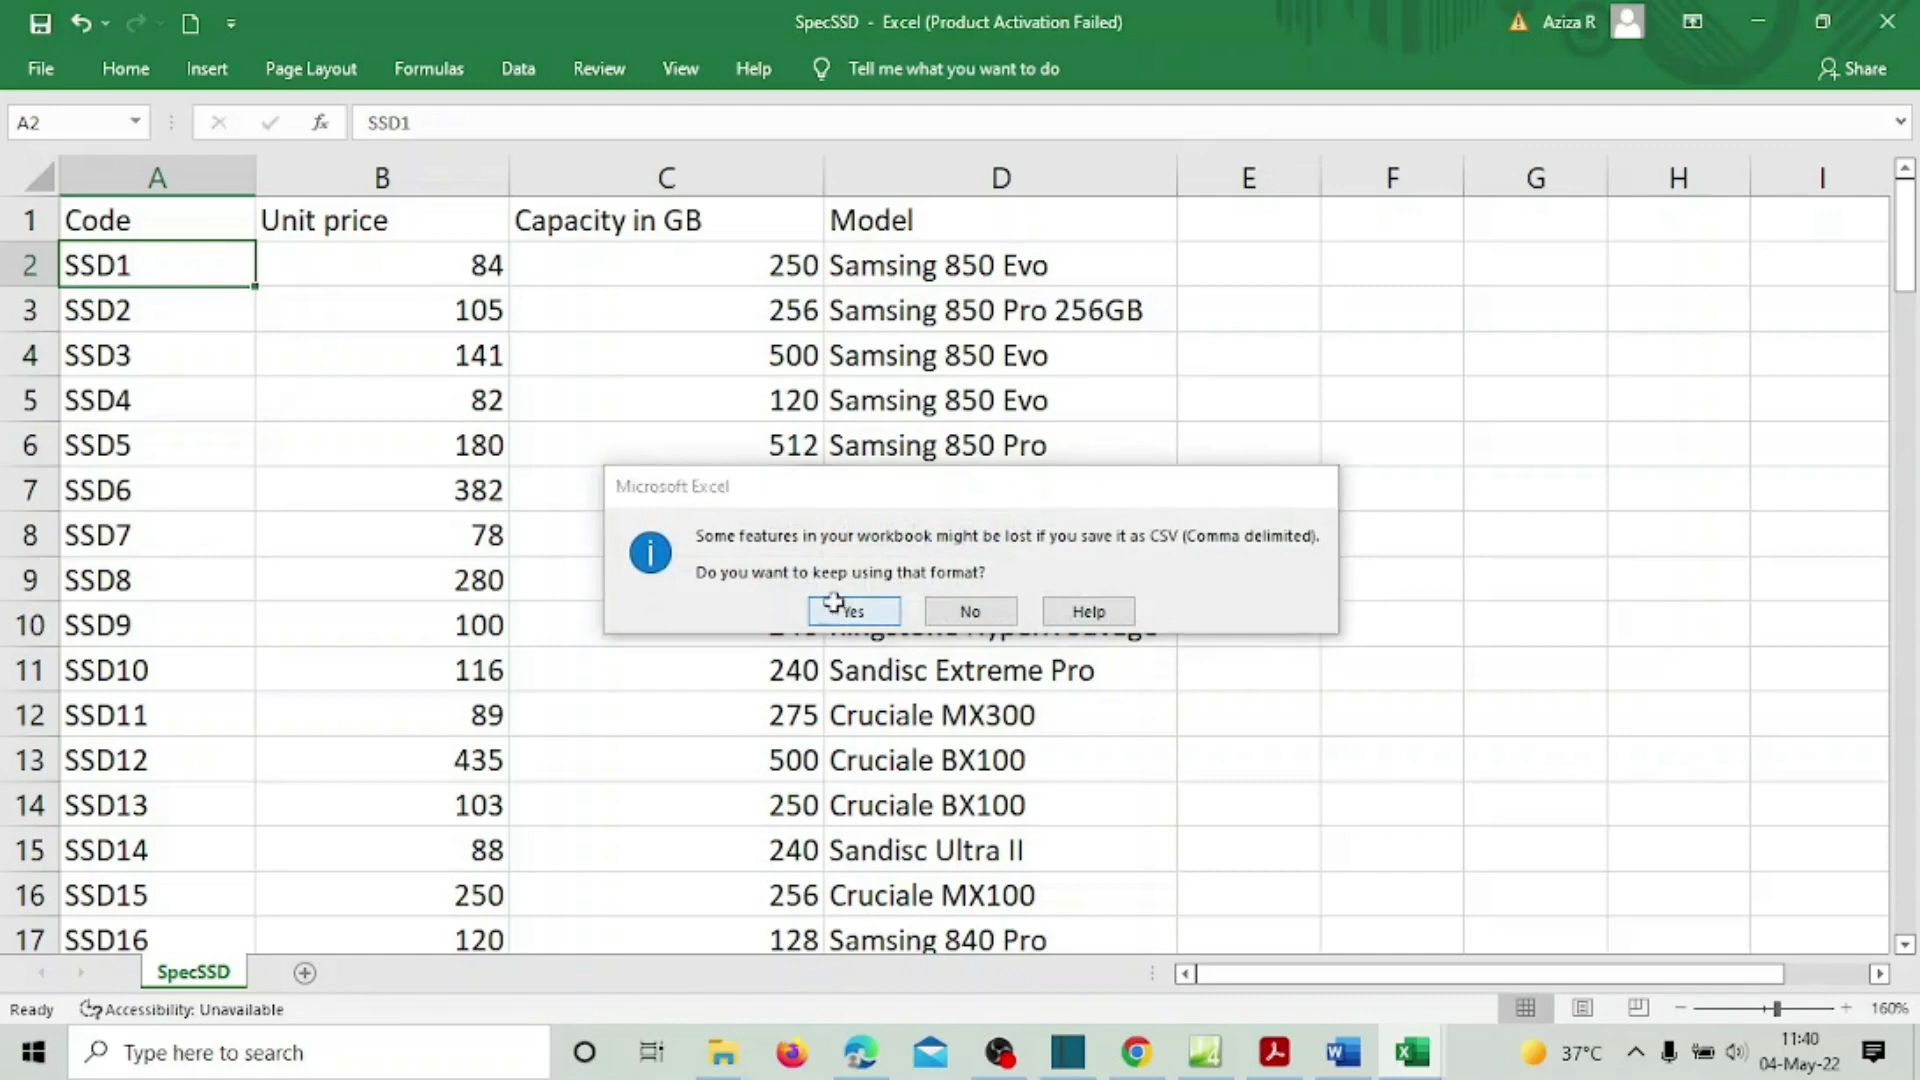 SpecSSD - Excel (Product Activation Failed)
Aziza R
File Home Insert Page Layout Formulas Data Review View Help Tell me what you want to do Share
A2 fx SSD1
A B C D E F G H I
1 Code Unit price Capacity in GB Model
2 SSD1 84 250 Samsing 850 Evo
3 SSD2 105 256 Samsing 850 Pro 256GB
4 SSD3 141 500 Samsing 850 Evo
5 SSD4 82 120 Samsing 850 Evo
6 SSD5 180 512 Samsing 850 Pro
7 SSD6 382
8 SSD7 78
9 SSD8 280
10 SSD9 100
Microsoft Excel
Some features in your workbook might be lost if you save it as CSV (Comma delimited).
Do you want to keep using that format?
Yes No Help
11 SSD10 116 240 Sandisc Extreme Pro
12 SSD11 89 275 Cruciale MX300
13 SSD12 435 500 Cruciale BX100
14 SSD13 103 250 Cruciale BX100
15 SSD14 88 240 Sandisc Ultra II
16 SSD15 250 256 Cruciale MX100
17 SSD16 120 128 Samsing 840 Pro
SpecSSD
Ready Accessibility: Unavailable 160%
Type here to search 37°C 11:40
04-May-22